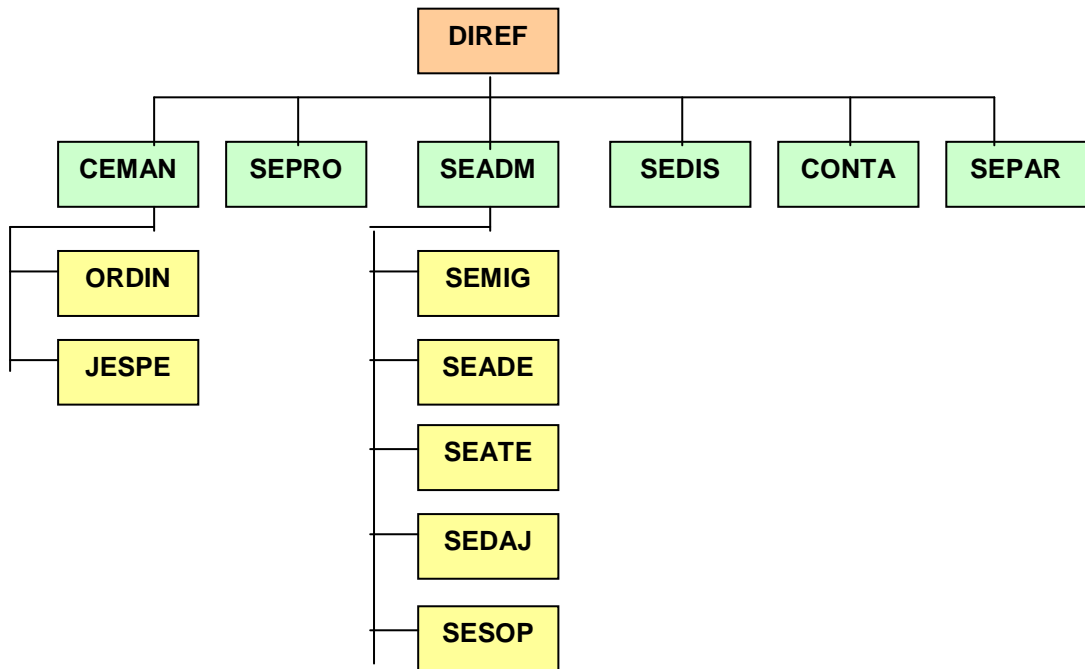 DIREF
CEMAN
SEPRO
SEADM
SEDIS
CONTA
SEPAR
ORDIN
SEMIG
JESPE
SEADE
SEATE
SEDAJ
SESOP